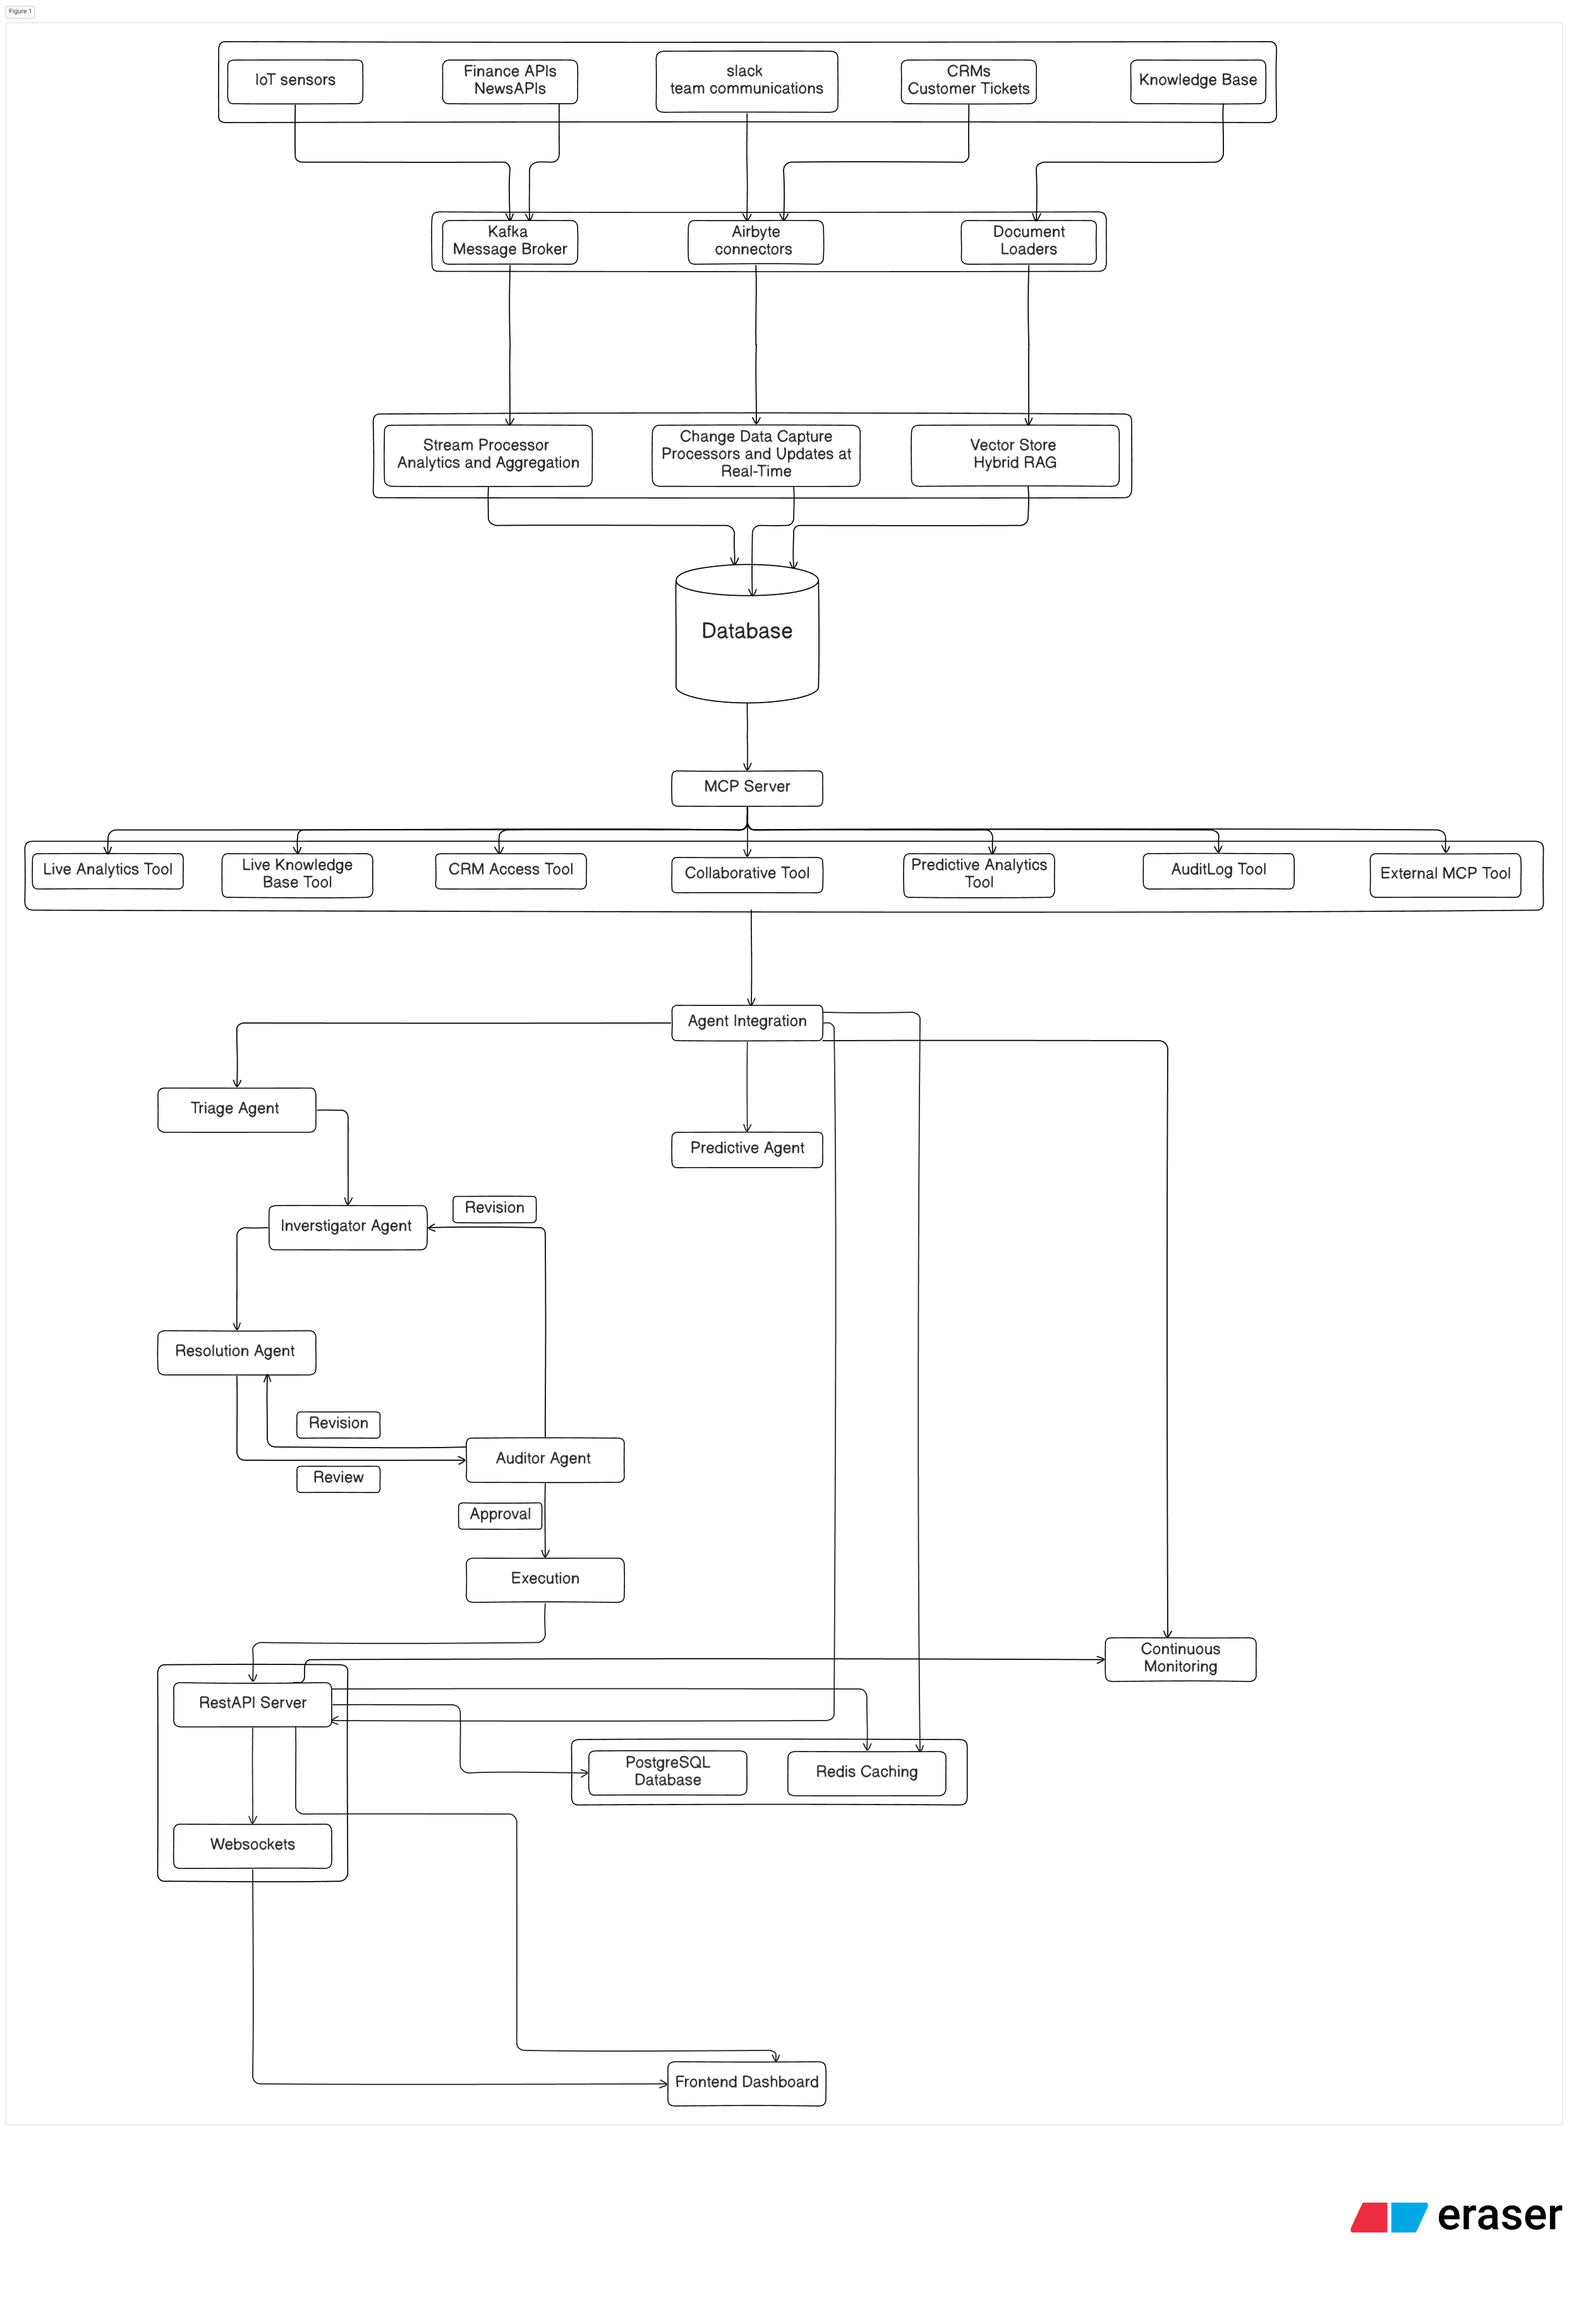 Figure 1
IoT sensors
Finance APIs
NewsAPIs
slack
team communications
CRMs
Customer Tickets
Knowledge Base
Kafka
Message Broker
Airbyte
connectors
Document
Loaders
Stream Processor
Analytics and Aggregation
Change Data Capture
Processors and Updates at
Real-Time
Vector Store
Hybrid RAG
Database
MCP Server
Live Analytics Tool
Live Knowledge
Base Tool
CRM Access Tool
Collaborative Tool
Predictive Analytics
Tool
AuditLog Tool
External MCP Tool
Agent Integration
Triage Agent
Predictive Agent
Revision
Inverstigator Agent
Resolution Agent
Revision
Auditor Agent
Review
Approval
Execution
Continuous
Monitoring
RestAPI Server
PostgreSQL
Database
Redis Caching
Websockets
Frontend Dashboard
eraser